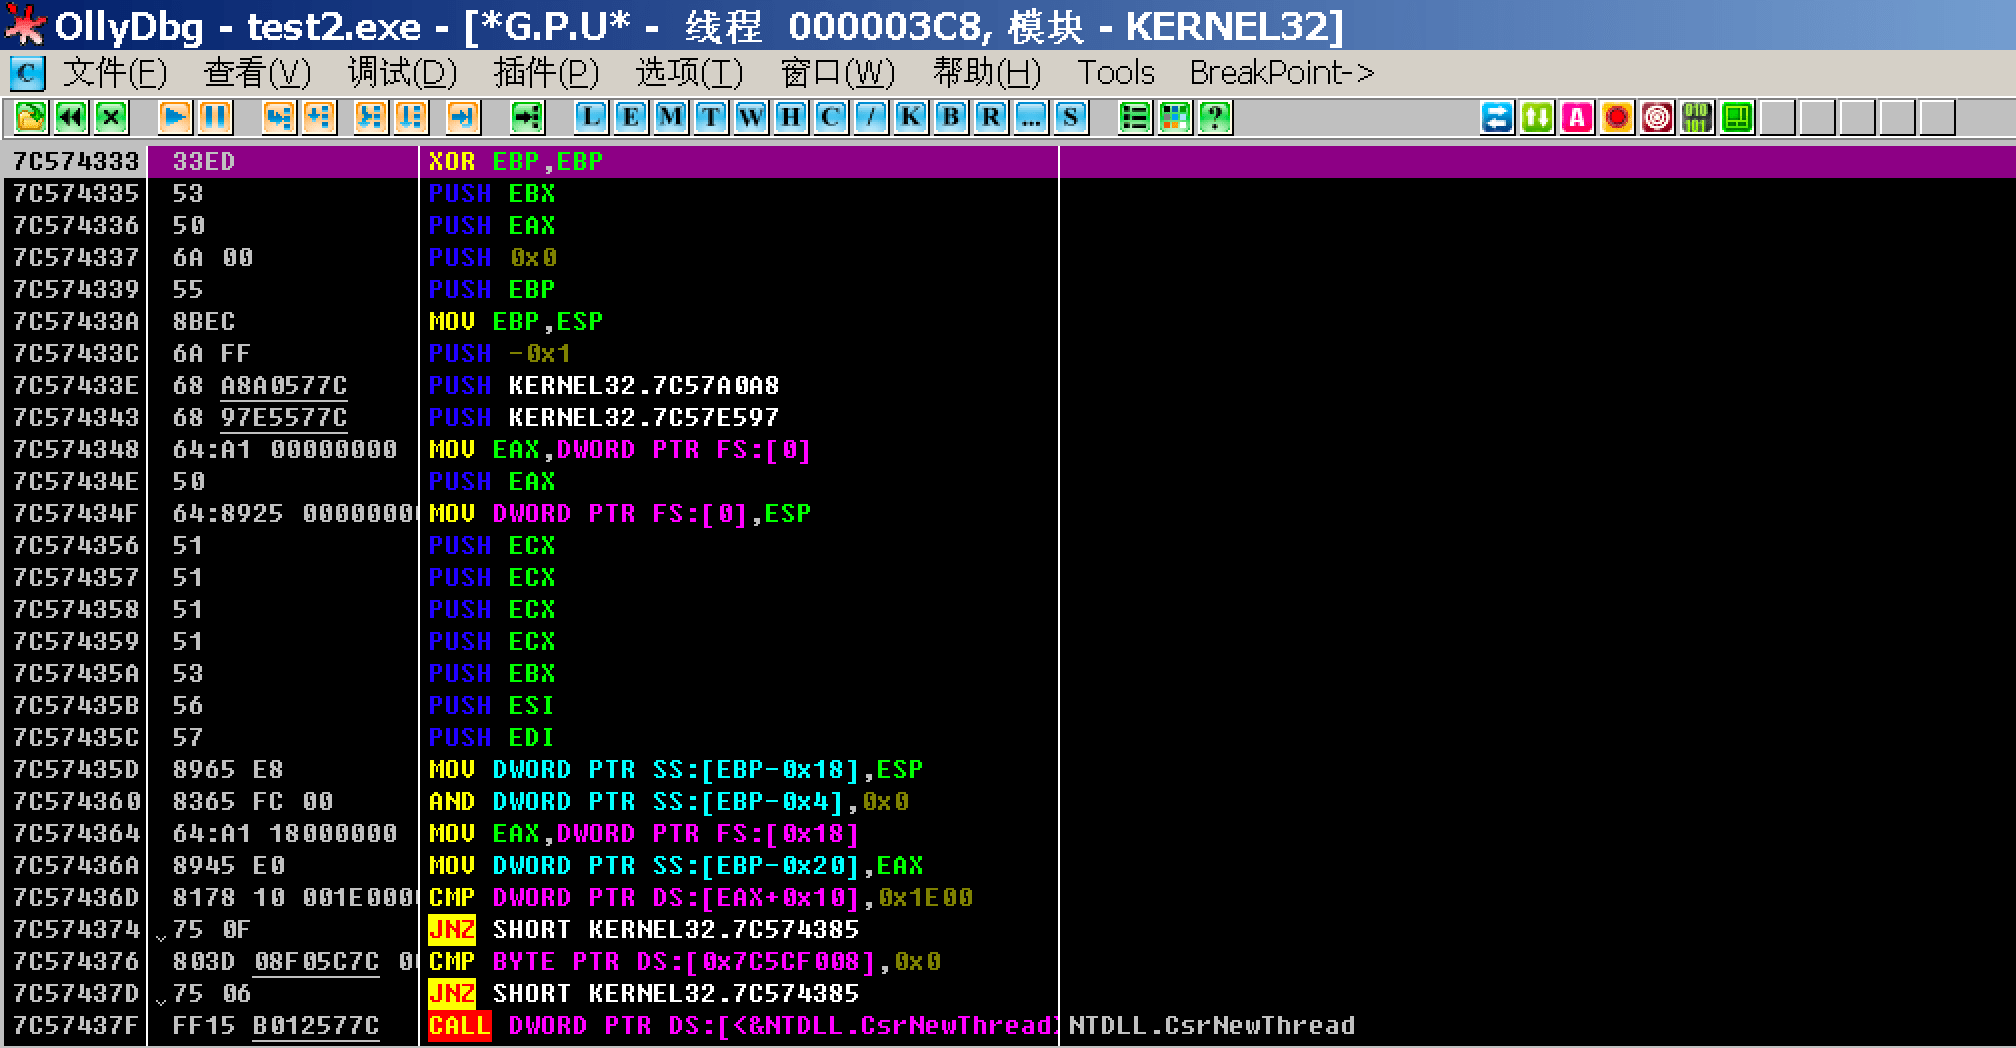 OllyDbg - test2.exe - [*G.P.U* - 线程 000003C8, 模块 - KERNEL32]
C 文件(F) 查看(V) 调试(D) 插件(P) 选项(T) 窗口(W) 帮助(H) Tools BreakPoint->
L E M T W H C / K B R ... S ? A 010 101
7C574333 33ED XOR EBP,EBP
7C574335 53 PUSH EBX
7C574336 50 PUSH EAX
7C574337 6A 00 PUSH 0x0
7C574339 55 PUSH EBP
7C57433A 8BEC MOV EBP,ESP
7C57433C 6A FF PUSH -0x1
7C57433E 68 A8A0577C PUSH KERNEL32.7C57A0A8
7C574343 68 97E5577C PUSH KERNEL32.7C57E597
7C574348 64:A1 00000000 MOV EAX,DWORD PTR FS:[0]
7C57434E 50 PUSH EAX
7C57434F 64:8925 0000000 MOV DWORD PTR FS:[0],ESP
7C574356 51 PUSH ECX
7C574357 51 PUSH ECX
7C574358 51 PUSH ECX
7C574359 51 PUSH ECX
7C57435A 53 PUSH EBX
7C57435B 56 PUSH ESI
7C57435C 57 PUSH EDI
7C57435D 8965 E8 MOV DWORD PTR SS:[EBP-0x18],ESP
7C574360 8365 FC 00 AND DWORD PTR SS:[EBP-0x4],0x0
7C574364 64:A1 18000000 MOV EAX,DWORD PTR FS:[0x18]
7C57436A 8945 E0 MOV DWORD PTR SS:[EBP-0x20],EAX
7C57436D 8178 10 001E000 CMP DWORD PTR DS:[EAX+0x10],0x1E00
7C574374 75 0F JNZ SHORT KERNEL32.7C574385
7C574376 803D 08F05C7C 0 CMP BYTE PTR DS:[0x7C5CF008],0x0
7C57437D 75 06 JNZ SHORT KERNEL32.7C574385
7C57437F FF15 B012577C CALL DWORD PTR DS:[<&NTDLL.CsrNewThread> NTDLL.CsrNewThread